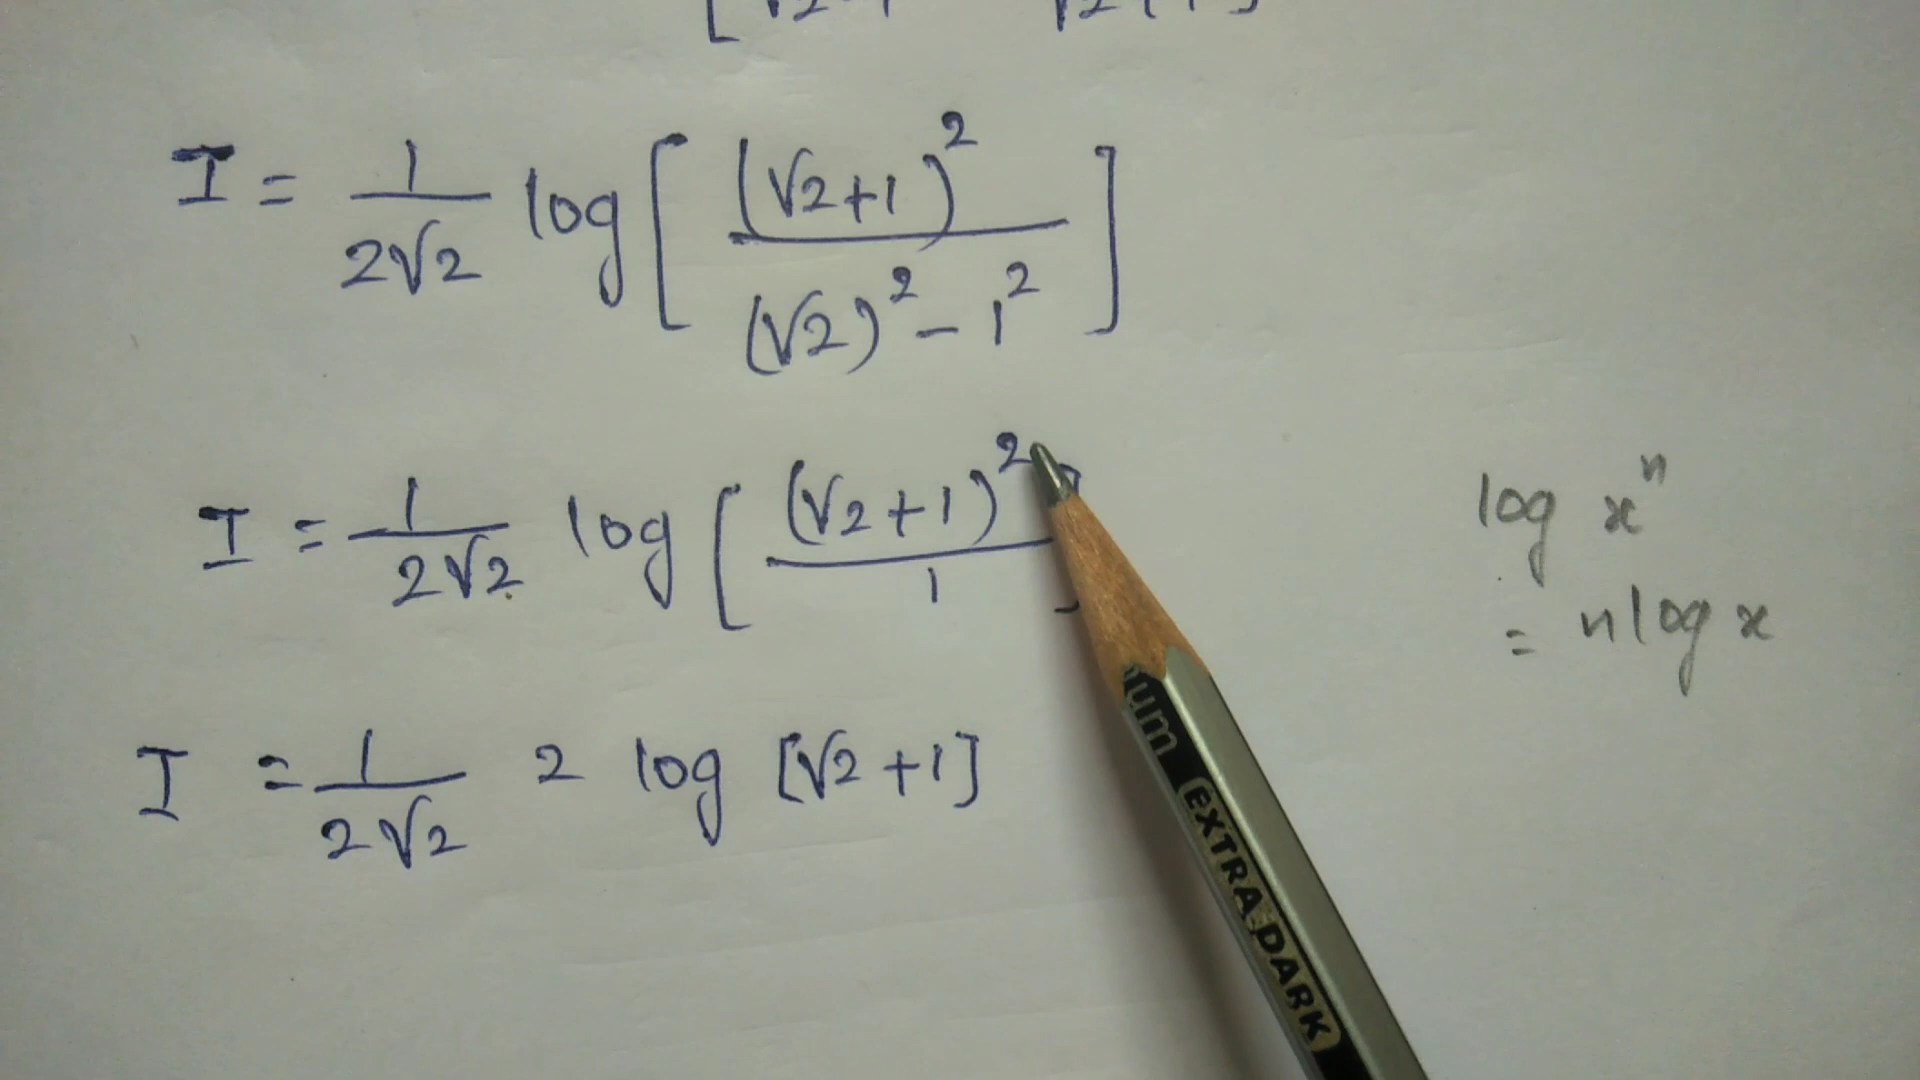 I = 1/2√2 log [ (√2+1)² / (√2)² - 1² ]
I = 1/2√2 log [ (√2+1)² / 1 ]
log xⁿ
= n log x
I = 1/2√2 2 log [√2+1]
um EXTRA DARK